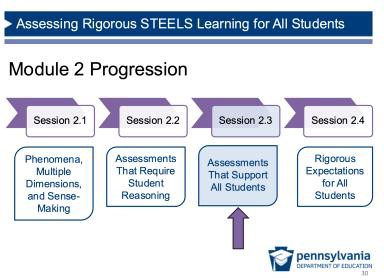 Assessing Rigorous STEELS Learning for All Students
Module 2 Progression
Session 2.1
Session 2.2
Session 2.3
Session 2.4
Phenomena,
Multiple
Dimensions,
and Sense-
Making
Assessments
That Require
Student
Reasoning
Assessments
That Support
All Students
Rigorous
Expectations
for All
Students
pennsylvania
DEPARTMENT OF EDUCATION
30